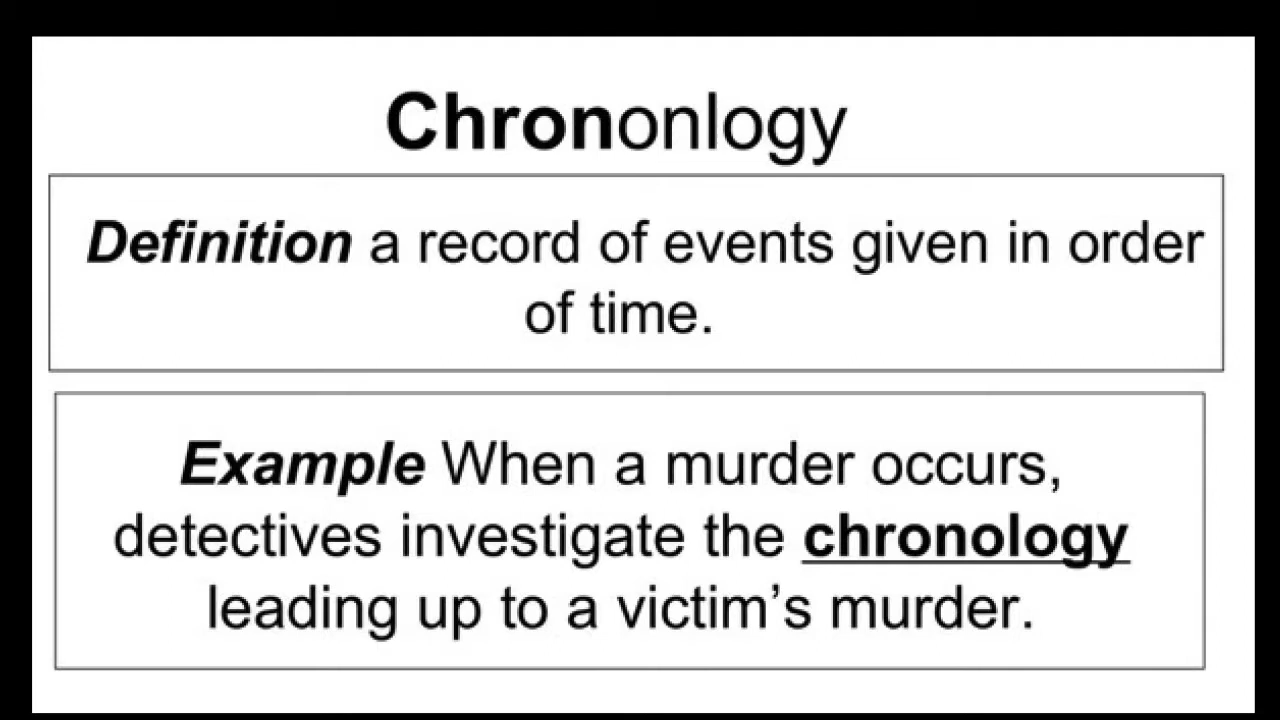 Chrononlogy
Definition a record of events given in order
of time.
Example When a murder occurs,
detectives investigate the chronology
leading up to a victim’s murder.